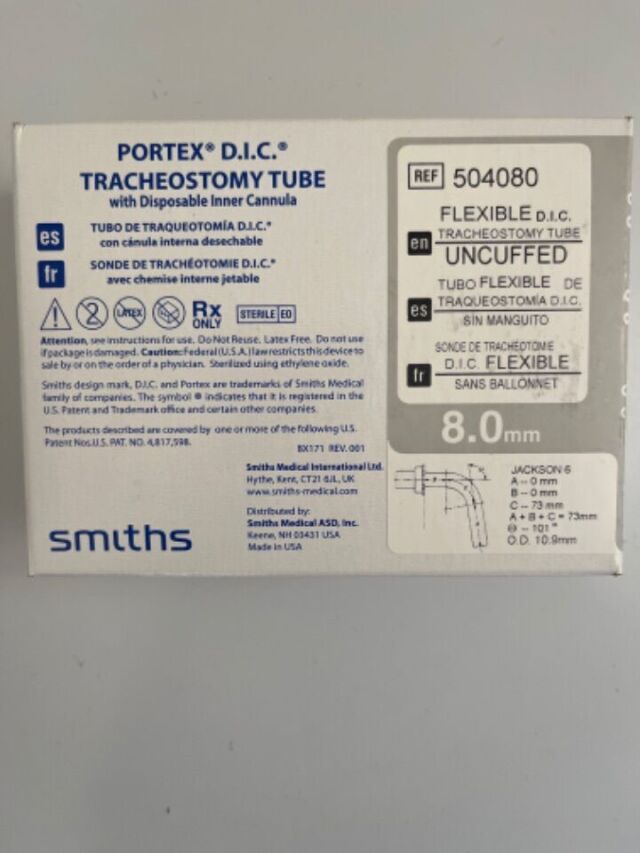 PORTEX® D.I.C.®
TRACHEOSTOMY TUBE
with Disposable Inner Cannula
es
TUBO DE TRAQUEOTOMÍA D.I.C.®
con cánula interna desechable
fr
SONDE DE TRACHÉOTOMIE D.I.C.®
avec chemise interne jetable
2
LATEX
Rx
ONLY
STERILE EO
Attention, see instructions for use. Do Not Reuse. Latex Free. Do not use
if package is damaged. Caution: Federal (U.S.A.) law restricts this device to
sale by or on the order of a physician. Sterilized using ethylene oxide.
Smiths design mark, D.I.C. and Portex are trademarks of Smiths Medical
family of companies. The symbol ® indicates that it is registered in the
U.S. Patent and Trademark office and certain other companies.
The products described are covered by one or more of the following U.S.
Patent Nos.U.S. PAT. NO. 4,817,598.
BX171 REV.001
Smiths Medical International Ltd.
Hythe, Kent, CT21 6JL, UK
www.smiths-medical.com
Distributed by:
Smiths Medical ASD, Inc.
Keene, NH 03431 USA
Made in USA
smiths
REF 504080
FLEXIBLE D.I.C.
en
TRACHEOSTOMY TUBE
UNCUFFED
TUBO FLEXIBLE DE
es
TRAQUEOSTOMÍA D.I.C.
SIN MANGUITO
SONDE DE TRACHEOTOMIE
fr
D.I.C. FLEXIBLE
SANS BALLONNET
8.0mm
JACKSON 6
A – 0 mm
B – 0 mm
C – 73 mm
A + B + C = 73mm
Θ – 101°
O.D. 10.9mm